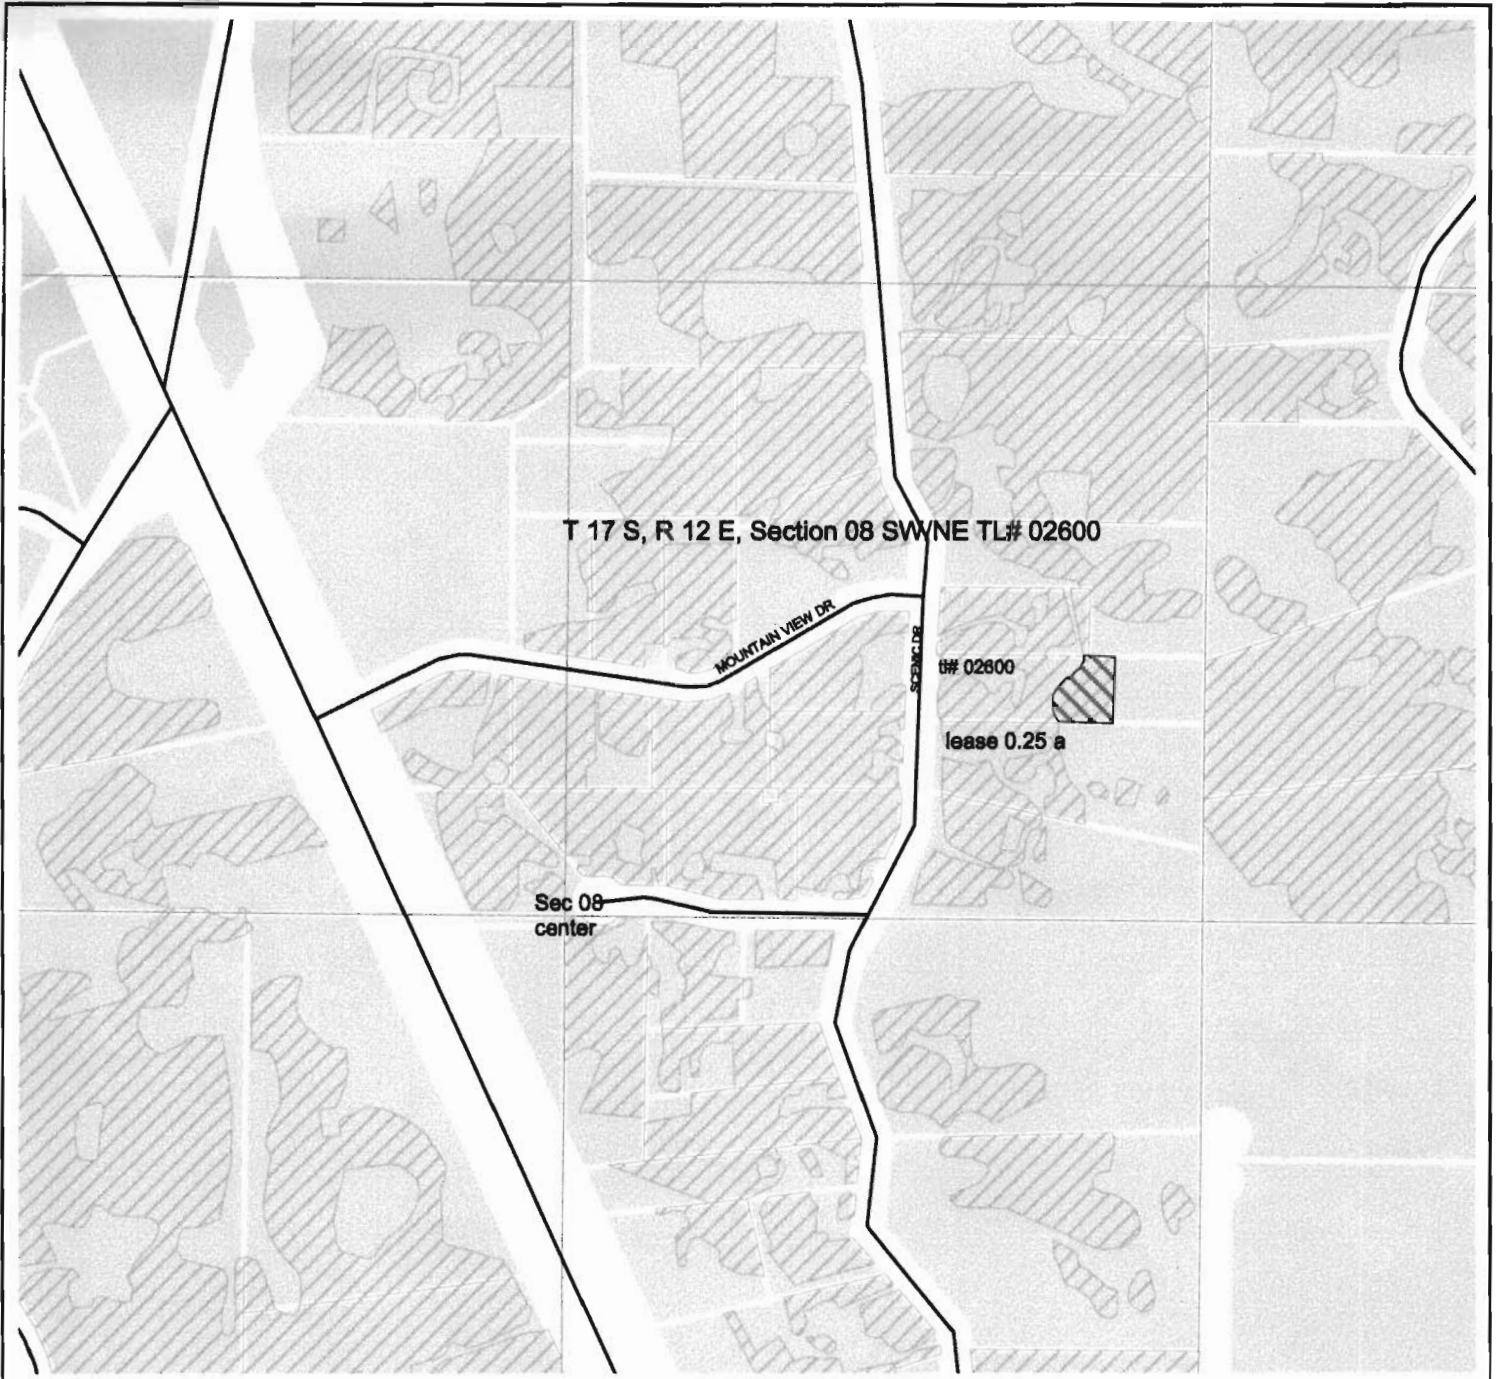 T 17 S, R 12 E, Section 08 SWNE TL# 02600
MOUNTAIN VIEW DR
SCENIC DR
tl# 02600
lease 0.25 a
Sec 08
center